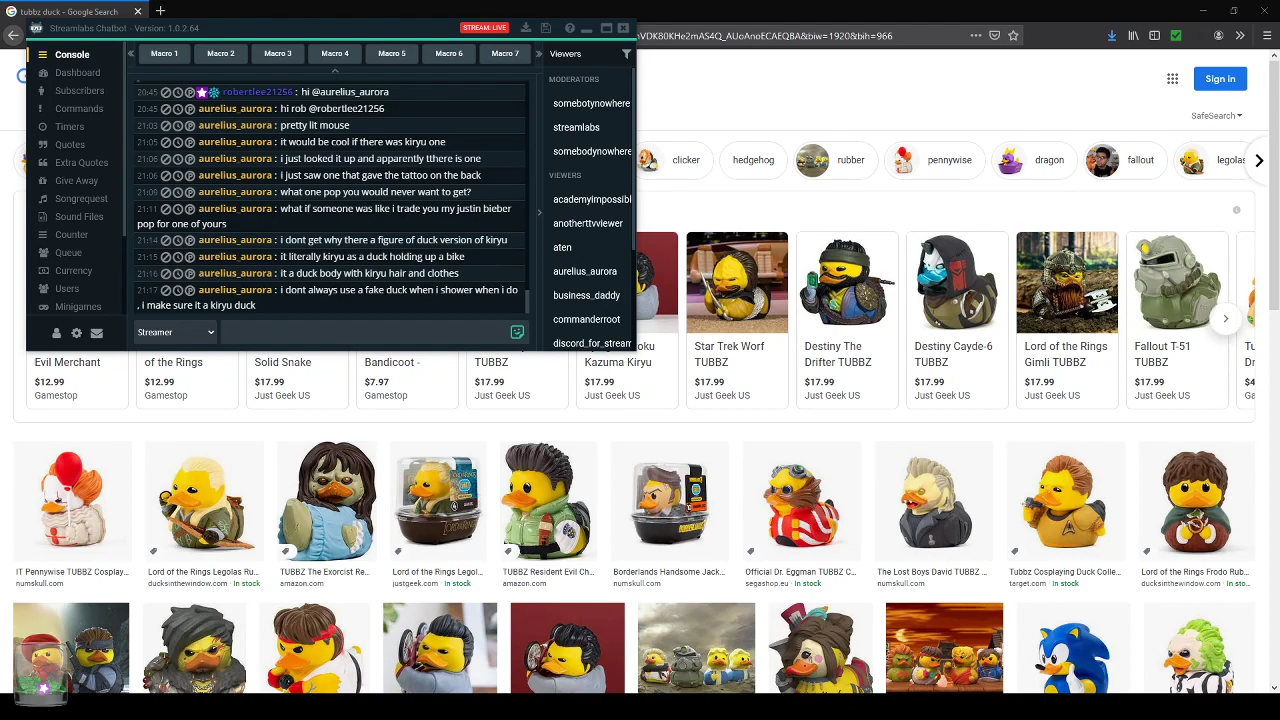 tubbz duck - Google Search
Streamlabs Chatbot - Version: 1.0.2.64
STREAM: LIVE
VDK80KHe2mAS4Q_AUoAnoECAEQBA&biw=1920&bih=966
Console
Dashboard
Subscribers
Commands
Timers
Quotes
Extra Quotes
Give Away
Songrequest
Sound Files
Counter
Queue
Currency
Users
Minigames
Macro 1
Macro 2
Macro 3
Macro 4
Macro 5
Macro 6
Macro 7
20:45 robertlee21256 : hi @aurelius_aurora
20:45 aurelius_aurora : hi rob @robertlee21256
21:03 aurelius_aurora : pretty lit mouse
21:05 aurelius_aurora : it would be cool if there was kiryu one
21:06 aurelius_aurora : i just looked it up and apparently tthere is one
21:06 aurelius_aurora : i just saw one that gave the tattoo on the back
21:09 aurelius_aurora : what one pop you would never want to get?
21:11 aurelius_aurora : what if someone was like i trade you my justin bieber
pop for one of yours
21:14 aurelius_aurora : i dont get why there a figure of duck version of kiryu
21:15 aurelius_aurora : it literally kiryu as a duck holding up a bike
21:16 aurelius_aurora : it a duck body with kiryu hair and clothes
21:17 aurelius_aurora : i dont always use a fake duck when i shower when i do
, i make sure it a kiryu duck
Streamer
Viewers
MODERATORS
somebotynowhere
streamlabs
somebodynowhere
VIEWERS
academyimpossibl
anotherttvviewer
aten
aurelius_aurora
business_daddy
commanderroot
discord_for_stream
Sign in
SafeSearch
clicker
hedgehog
rubber
pennywise
dragon
fallout
legolas
Evil Merchant
$12.99
Gamestop
of the Rings
$12.99
Gamestop
Solid Snake
$17.99
Just Geek US
Bandicoot -
$7.97
Gamestop
TUBBZ
$17.99
Just Geek US
Kazuma Kiryu
$17.99
Just Geek US
Star Trek Worf
TUBBZ
$17.99
Just Geek US
Destiny The
Drifter TUBBZ
$17.99
Just Geek US
Destiny Cayde-6
TUBBZ
$17.99
Just Geek US
Lord of the Rings
Gimli TUBBZ
$17.99
Just Geek US
Fallout T-51
TUBBZ
$17.99
Just Geek US
IT Pennywise TUBBZ Cosplay...
numskull.com
Lord of the Rings Legolas Ru...
ducksinthewindow.com · In stock
TUBBZ The Exorcist Re...
amazon.com
Lord of the Rings Legol...
justgeek.com · In stock
TUBBZ Resident Evil Ch...
amazon.com
Borderlands Handsome Jack...
numskull.com
Official Dr. Eggman TUBBZ C...
segashop.eu · In stock
The Lost Boys David TUBBZ ...
numskull.com
Tubbz Cosplaying Duck Colle...
target.com · In stock
Lord of the Rings Frodo Rub...
ducksinthewindow.com · In sto...